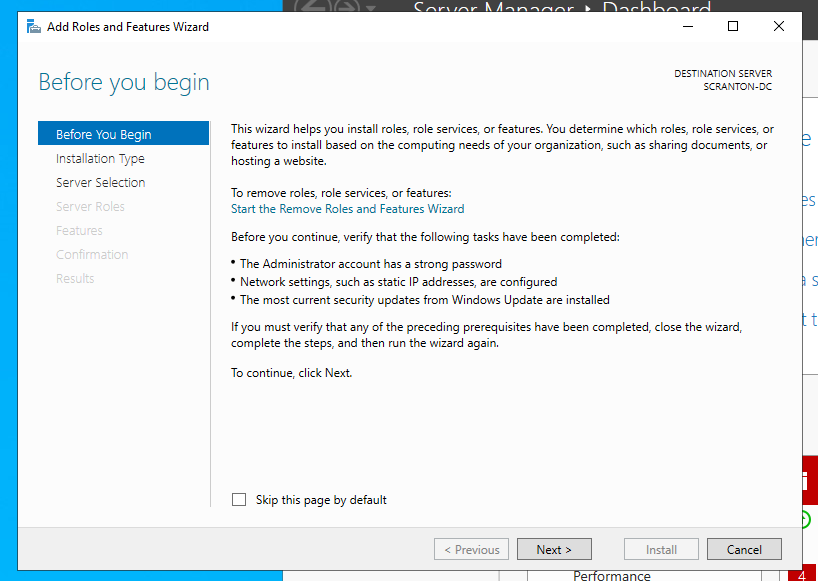 Server Manager • Dashboard
Add Roles and Features Wizard
Before you begin
DESTINATION SERVER
SCRANTON-DC
Before You Begin
Installation Type
Server Selection
Server Roles
Features
Confirmation
Results
This wizard helps you install roles, role services, or features. You determine which roles, role services, or
features to install based on the computing needs of your organization, such as sharing documents, or
hosting a website.
To remove roles, role services, or features:
Start the Remove Roles and Features Wizard
Before you continue, verify that the following tasks have been completed:
• The Administrator account has a strong password
• Network settings, such as static IP addresses, are configured
• The most current security updates from Windows Update are installed
If you must verify that any of the preceding prerequisites have been completed, close the wizard,
complete the steps, and then run the wizard again.
To continue, click Next.
Skip this page by default
< Previous
Next >
Install
Cancel
Performance
4